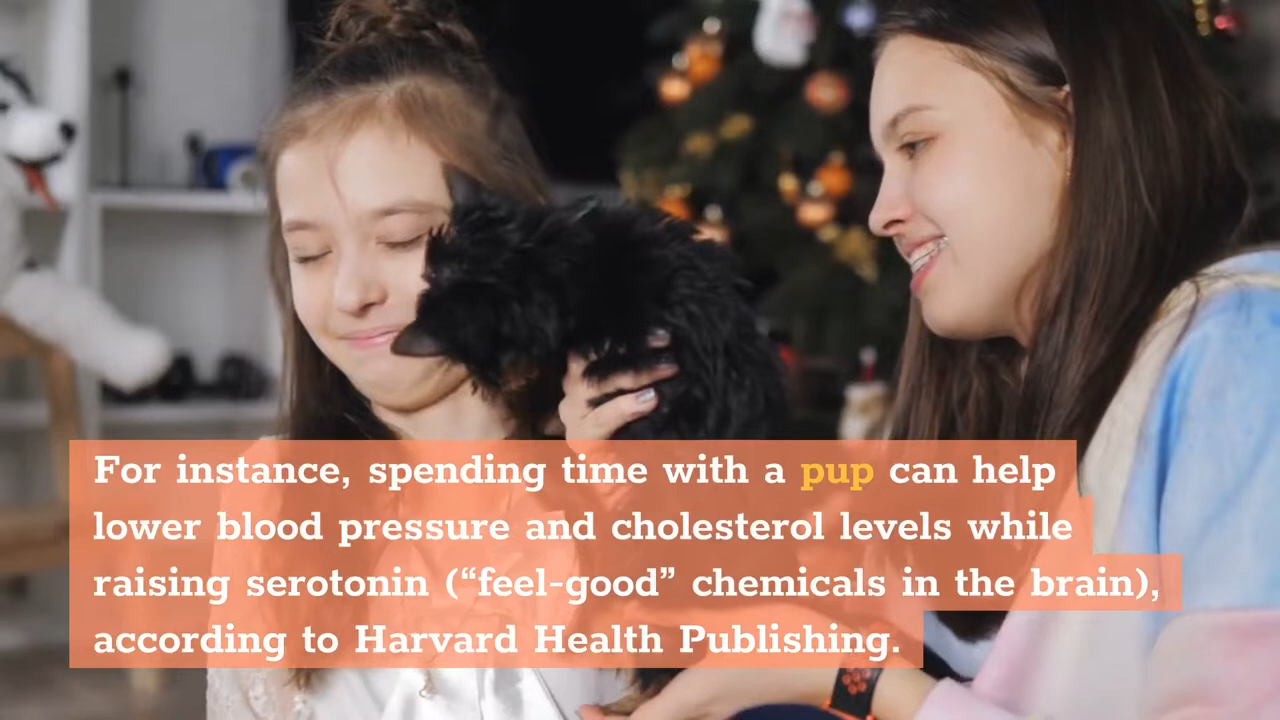 For instance, spending time with a pup can help
lower blood pressure and cholesterol levels while
raising serotonin (“feel-good” chemicals in the brain),
according to Harvard Health Publishing.